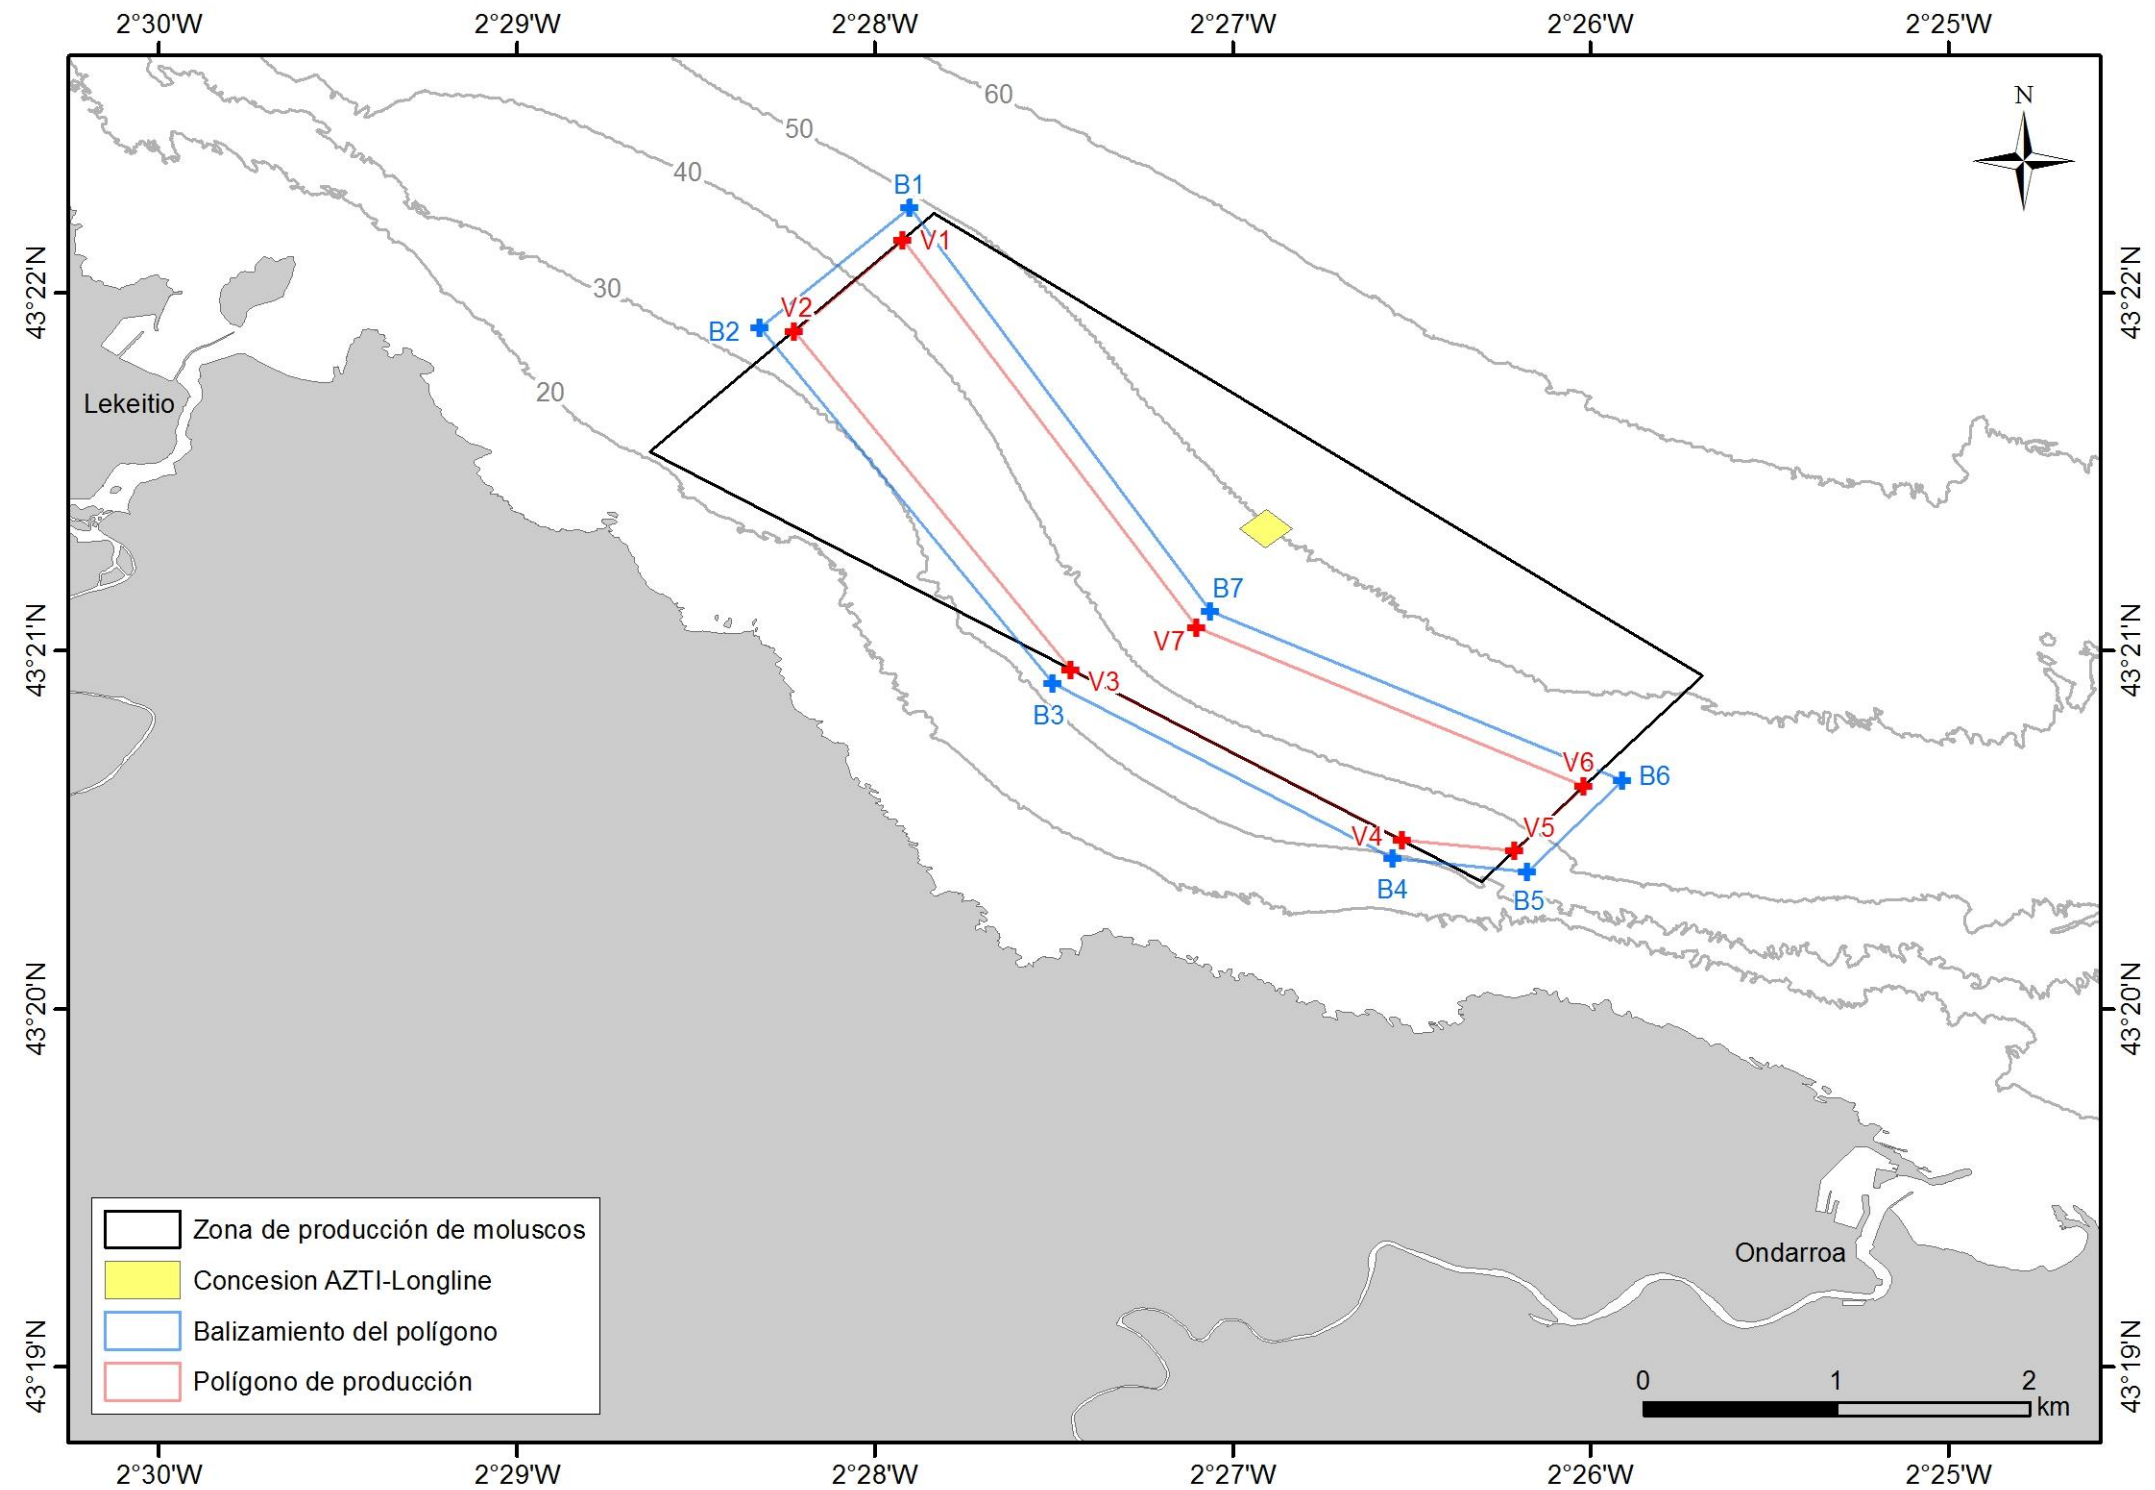 2°30'W 2°29'W 2°28'W 2°27'W 2°26'W 2°25'W
60
N
50
40
B1
V1
43°22'N
43°22'N
30
V2
B2
20
Lekeitio
B7
V7
43°21'N
43°21'N
V3
B3
V6
B6
V5
V4
B4
B5
43°20'N
43°20'N
Zona de producción de moluscos
Ondarroa
Concesion AZTI-Longline
Balizamiento del polígono
Polígono de producción
43°19'N
43°19'N
0 1 2
km
2°30'W 2°29'W 2°28'W 2°27'W 2°26'W 2°25'W